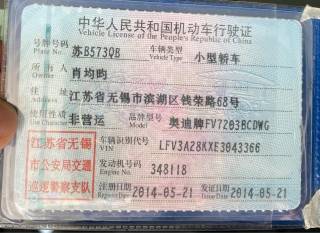 中华人民共和国机动车行驶证
Vehicle License of the People's Republic of China
号牌号码 苏B573QB 车辆类型 小型轿车
Plate No. Vehicle Type
所有人 肖均昀
Owner
住址 江苏省无锡市滨湖区钱荣路68号
Address
使用性质 非营运 品牌型号 奥迪牌FV7203BCDWG
Use Character Model
江苏省无锡市公安局交通巡逻警察支队
车辆识别代号 LFV3A28KXE3043366
VIN
发动机号码 348118
Engine No.
注册日期 2014-05-21 发证日期 2014-05-21
Register Date Issue Date